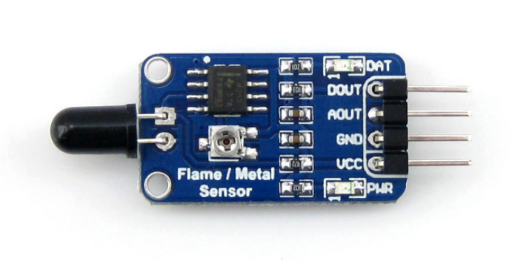 DAT
DOUT
AOUT
GND
VCC
Flame / Metal
Sensor
PWR